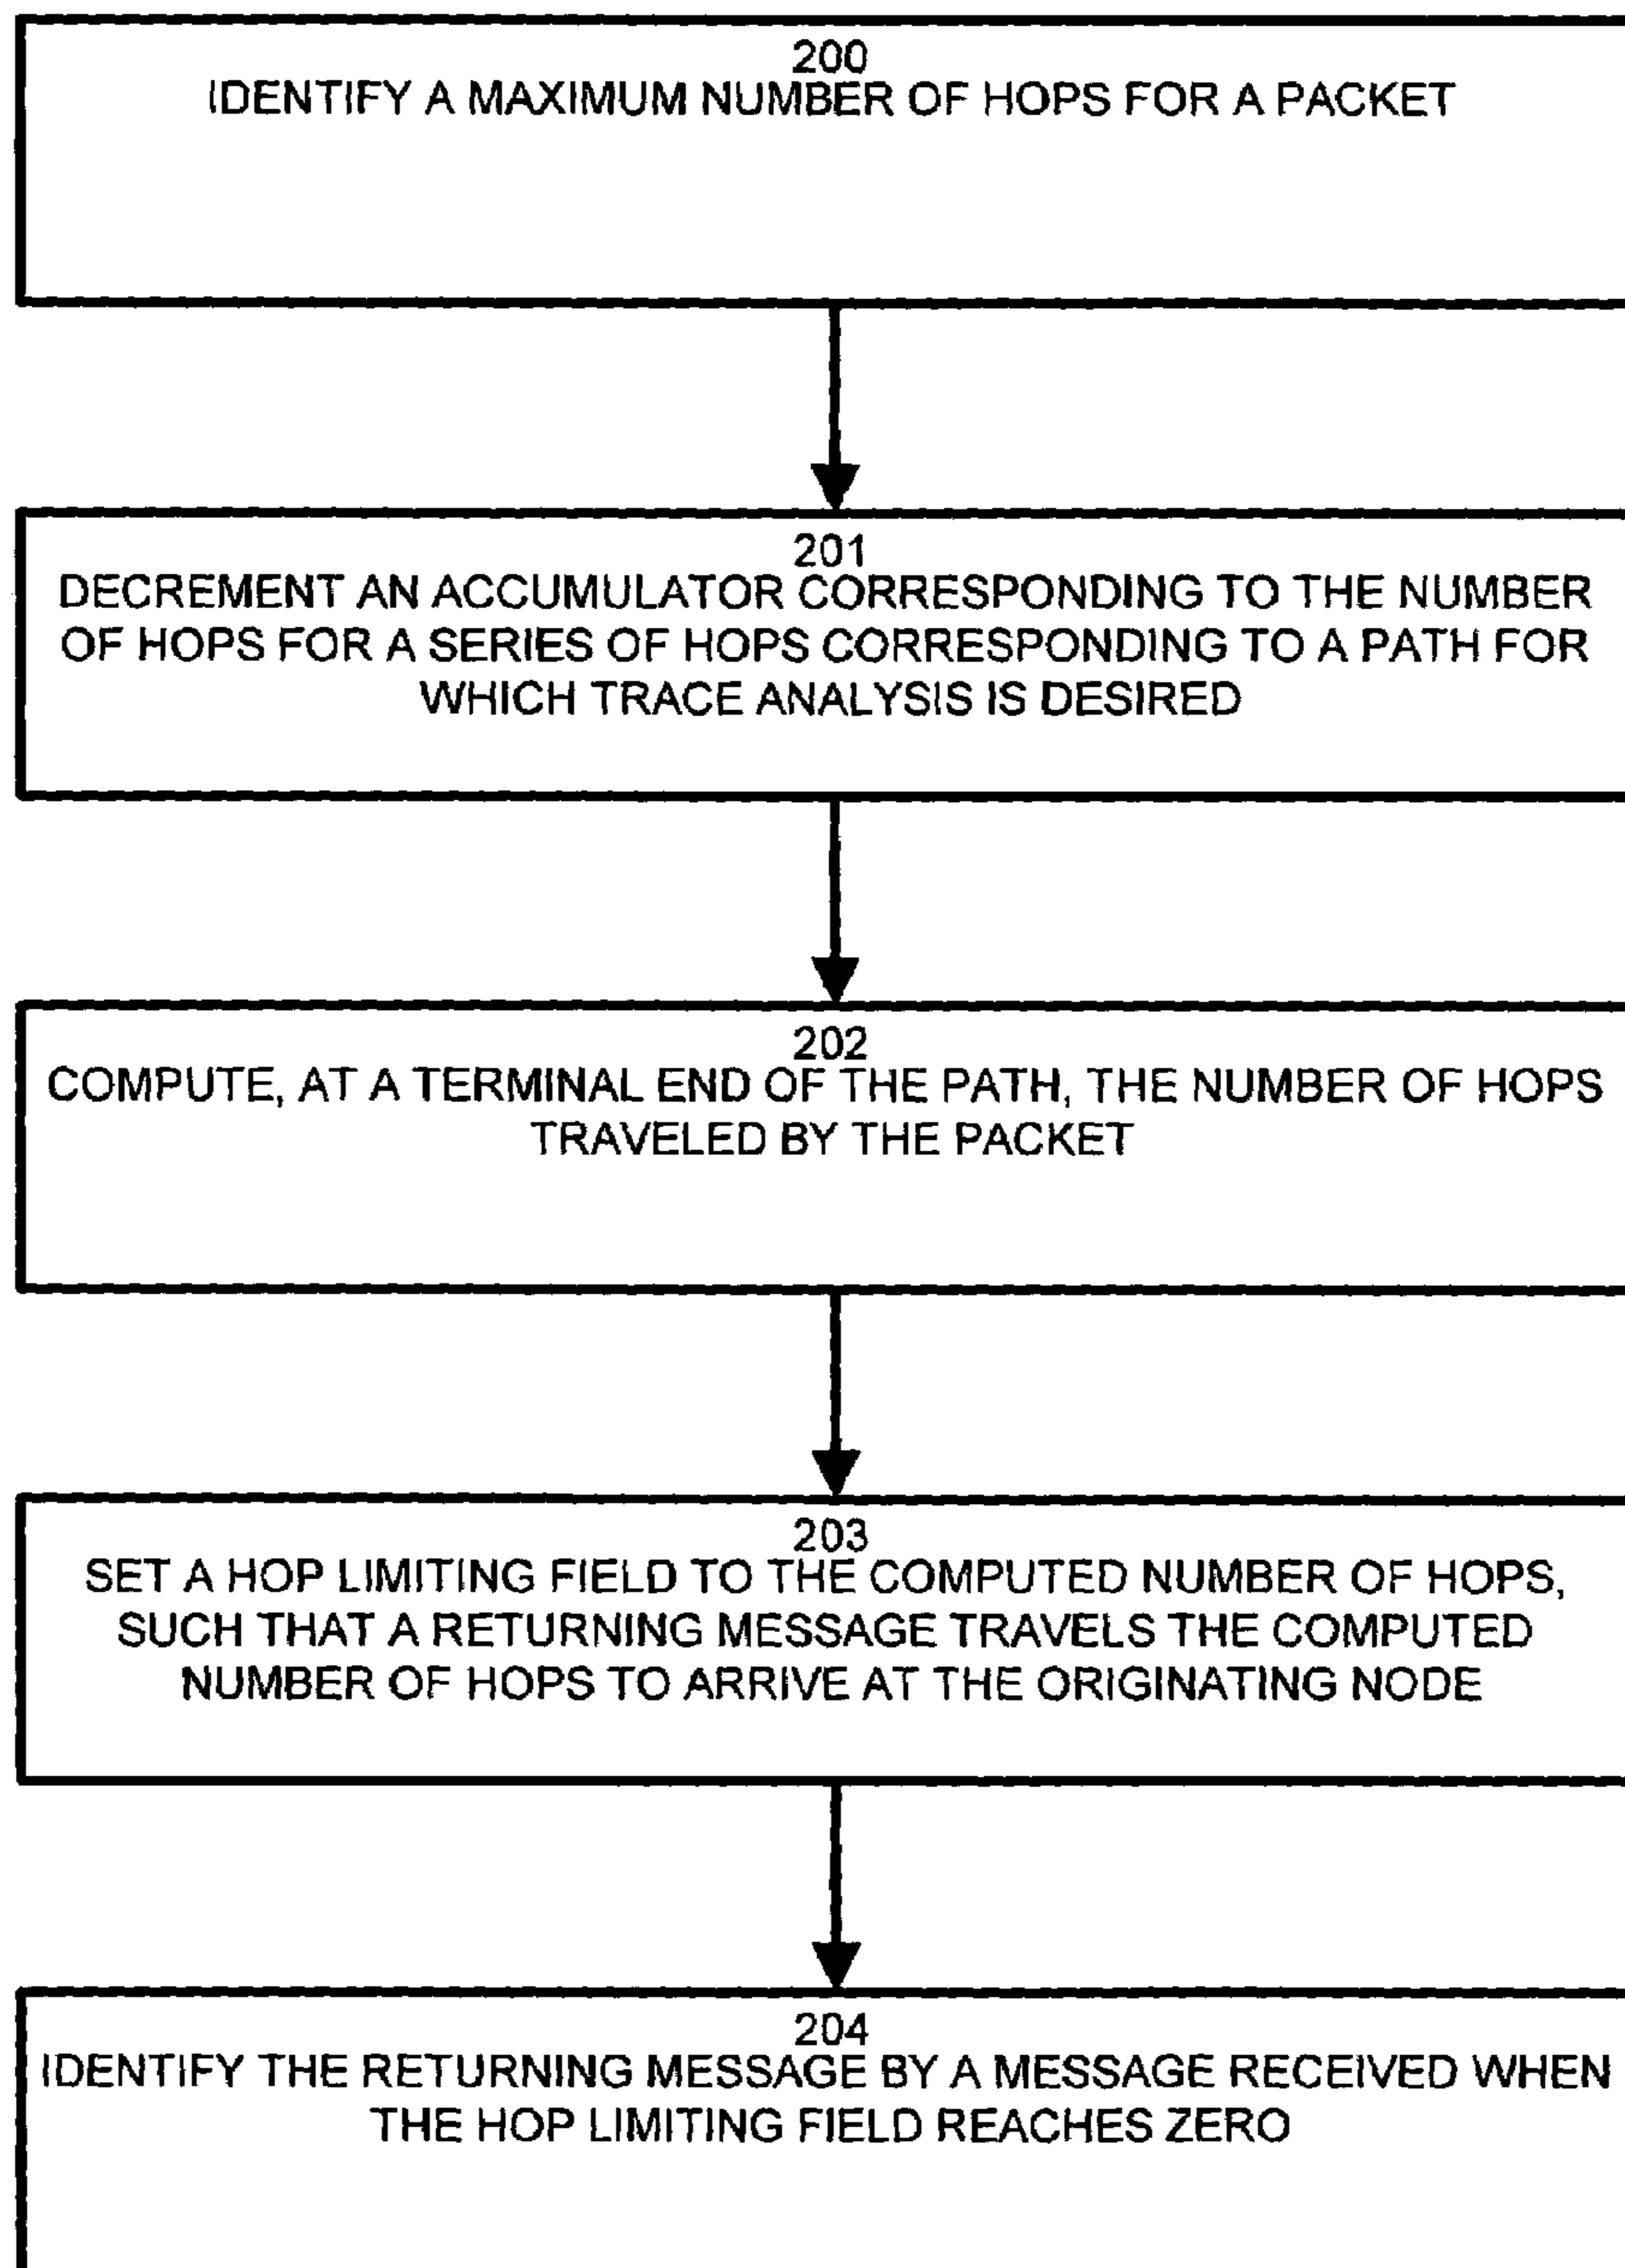 200
IDENTIFY A MAXIMUM NUMBER OF HOPS FOR A PACKET
201
DECREMENT AN ACCUMULATOR CORRESPONDING TO THE NUMBER
OF HOPS FOR A SERIES OF HOPS CORRESPONDING TO A PATH FOR
WHICH TRACE ANALYSIS IS DESIRED
202
COMPUTE, AT A TERMINAL END OF THE PATH, THE NUMBER OF HOPS
TRAVELED BY THE PACKET
203
SET A HOP LIMITING FIELD TO THE COMPUTED NUMBER OF HOPS,
SUCH THAT A RETURNING MESSAGE TRAVELS THE COMPUTED
NUMBER OF HOPS TO ARRIVE AT THE ORIGINATING NODE
204
IDENTIFY THE RETURNING MESSAGE BY A MESSAGE RECEIVED WHEN
THE HOP LIMITING FIELD REACHES ZERO